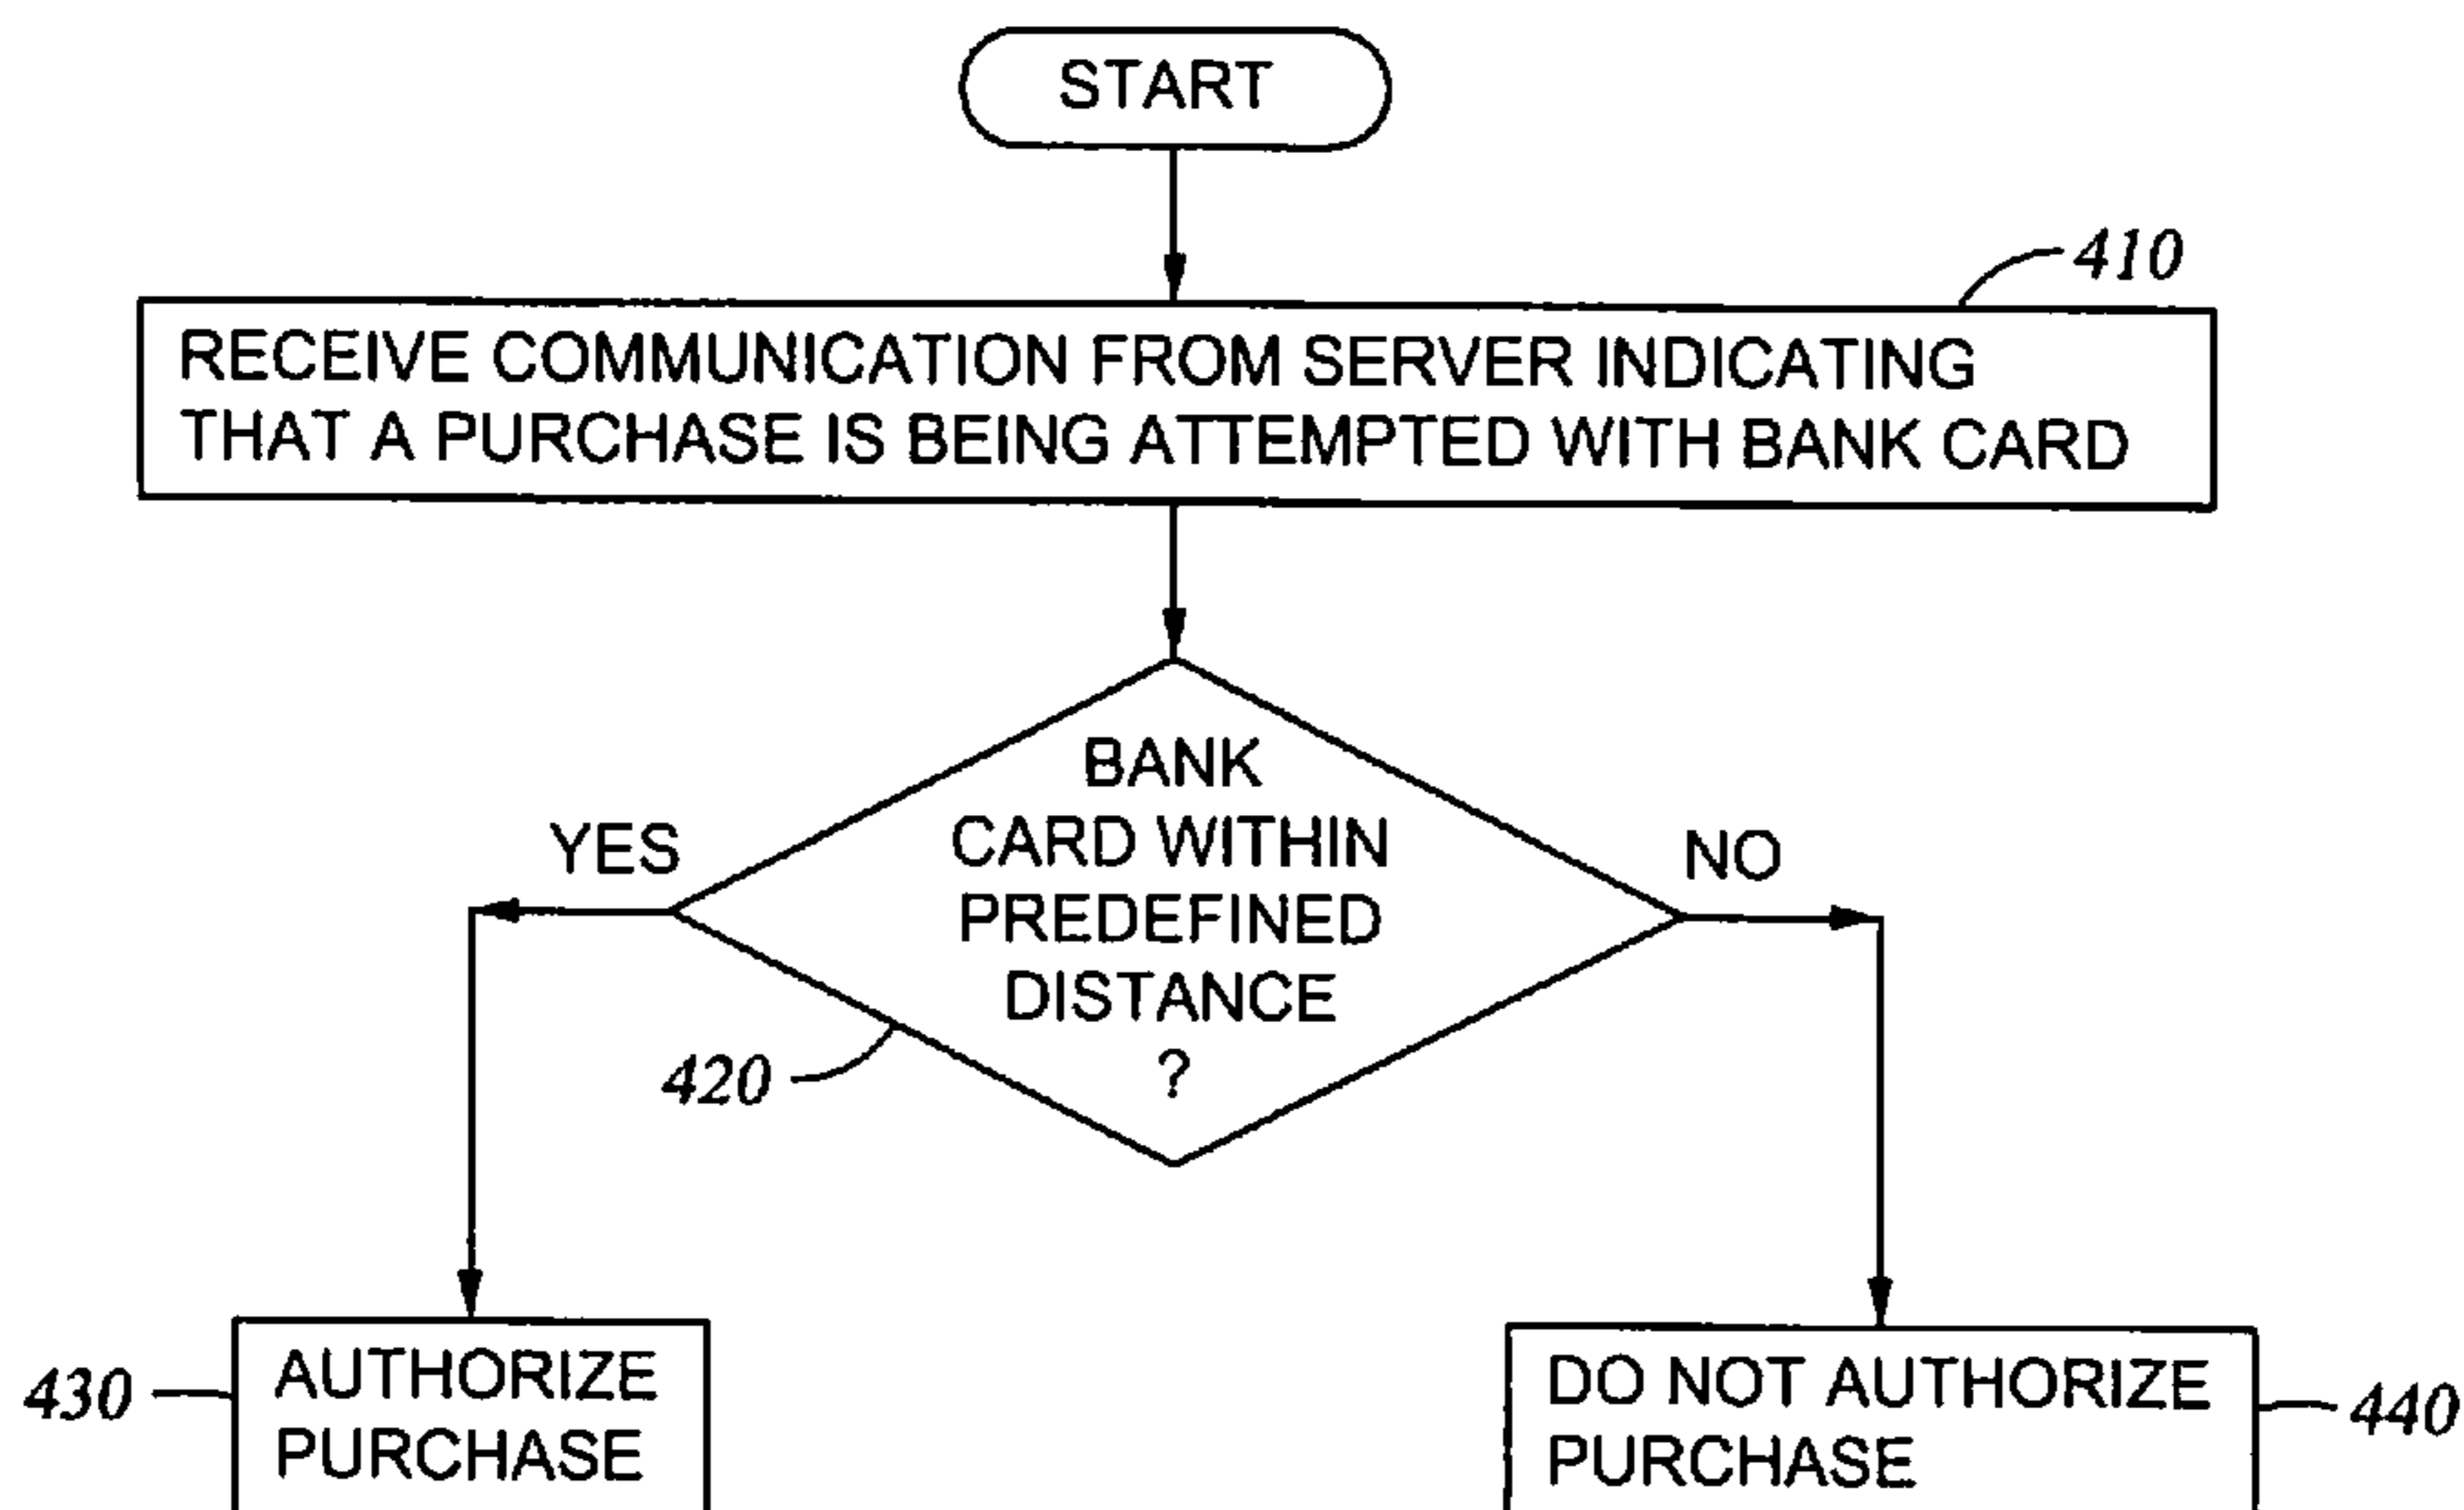 START
410
RECEIVE COMMUNICATION FROM SERVER INDICATING
THAT A PURCHASE IS BEING ATTEMPTED WITH BANK CARD
BANK
CARD WITHIN
PREDEFINED
DISTANCE
?
YES
NO
420
430
AUTHORIZE
PURCHASE
DO NOT AUTHORIZE
PURCHASE
440